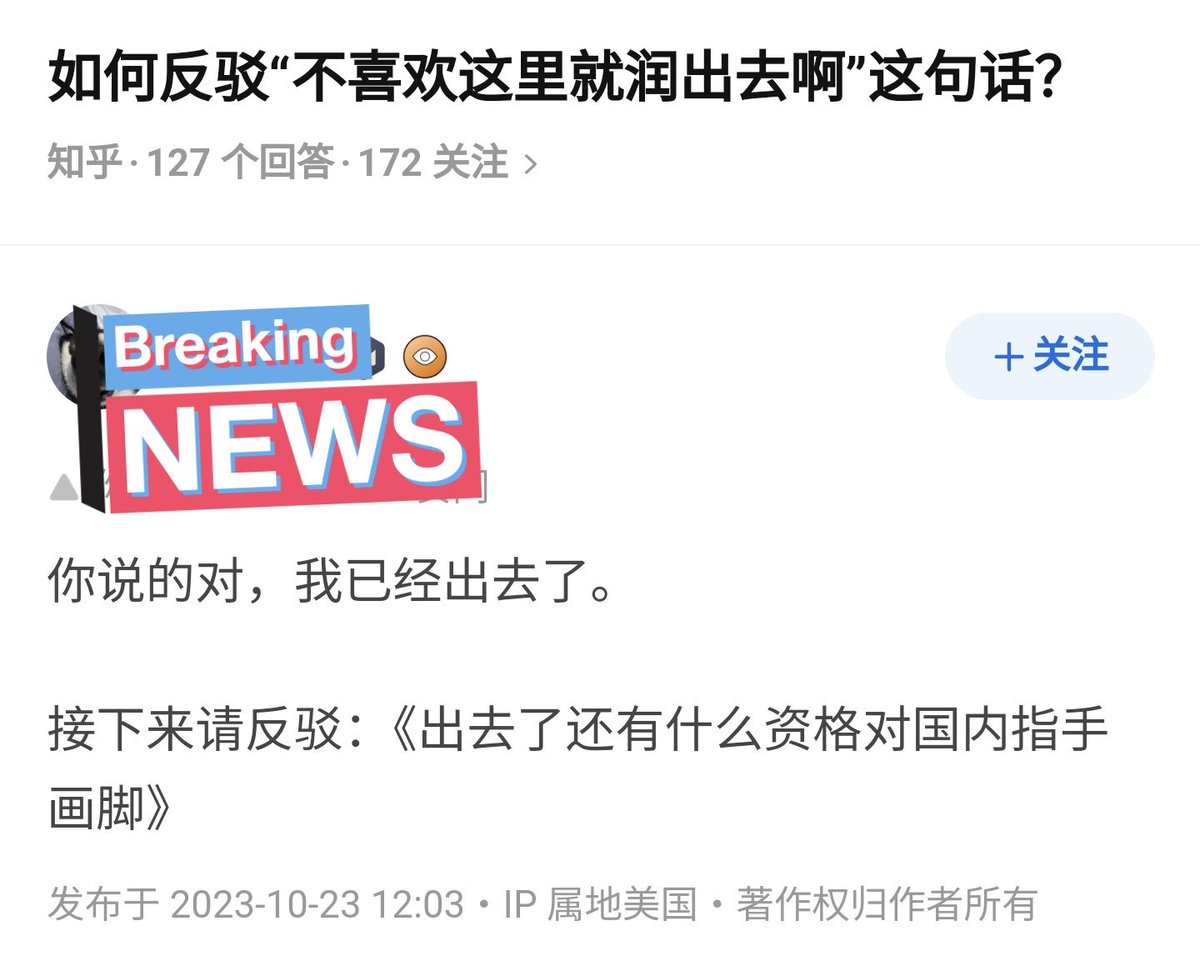 如何反驳“不喜欢这里就润出去啊”这句话？
知乎·127 个回答·172 关注 >
Breaking
NEWS
+关注
你说的对，我已经出去了。
接下来请反驳：《出去了还有什么资格对国内指手
画脚》
发布于 2023-10-23 12:03・IP 属地美国・著作权归作者所有